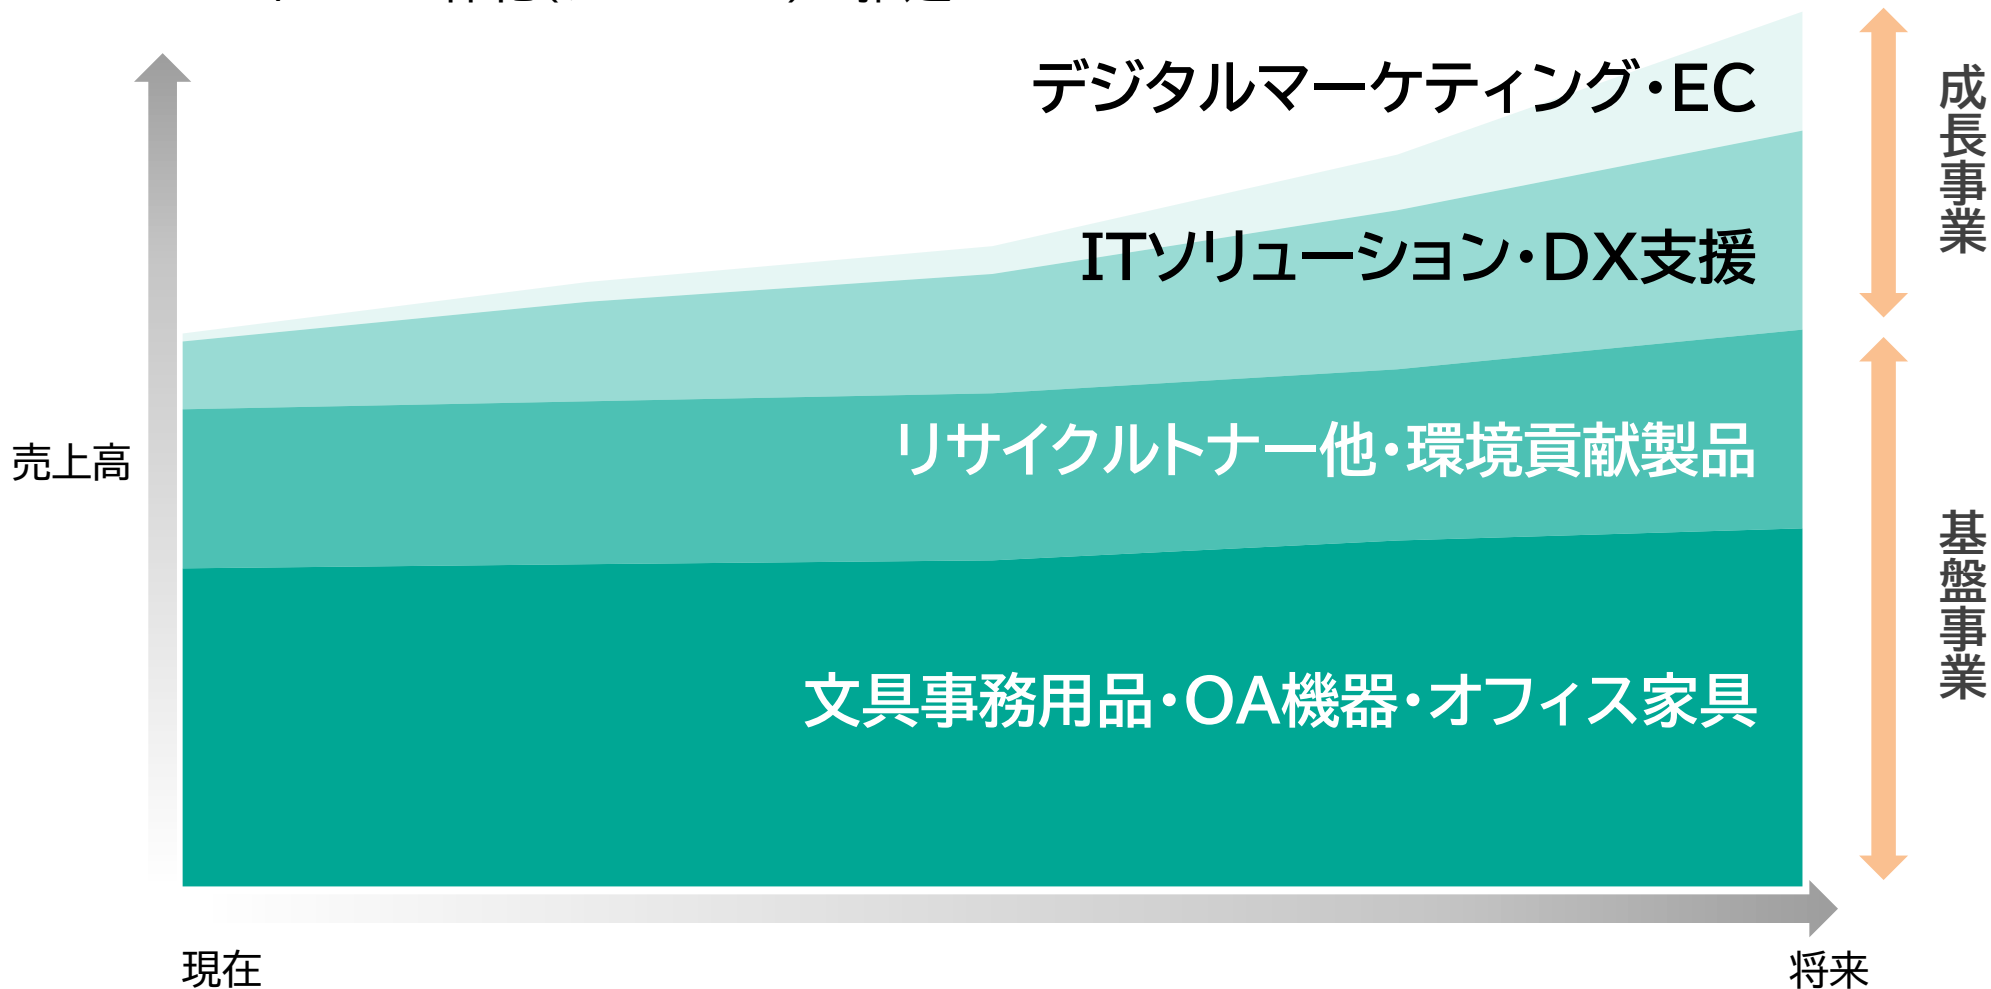 デジタルマーケティング・EC
ITソリューション・DX支援
リサイクルトナー他・環境貢献製品
文具事務用品・OA機器・オフィス家具
成長事業
基盤事業
売上高
現在
将来